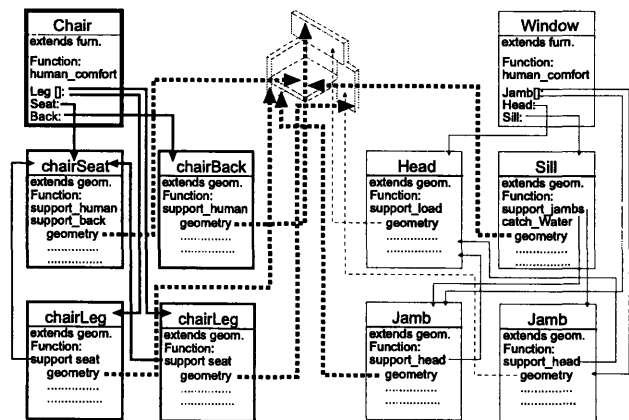 Chair
extends furn.
Function:
human_comfort
Leg []:
Seat:
Back:
Window
extends furn.
Function:
human_comfort
Jamb[]:
Head:
Sill:
chairSeat
extends geom.
Function:
support_human
support_back
geometry
chairBack
extends geom.
Function:
support_human
geometry
Head
extends geom.
Function:
support_load
geometry
Sill
extends geom.
Function:
support_jambs
catch_Water
geometry
chairLeg
extends geom.
Function:
support seat
geometry
chairLeg
extends geom.
Function:
support seat
geometry
Jamb
extends geom.
Function:
support_head
geometry
Jamb
extends geom.
Function:
support_head
geometry